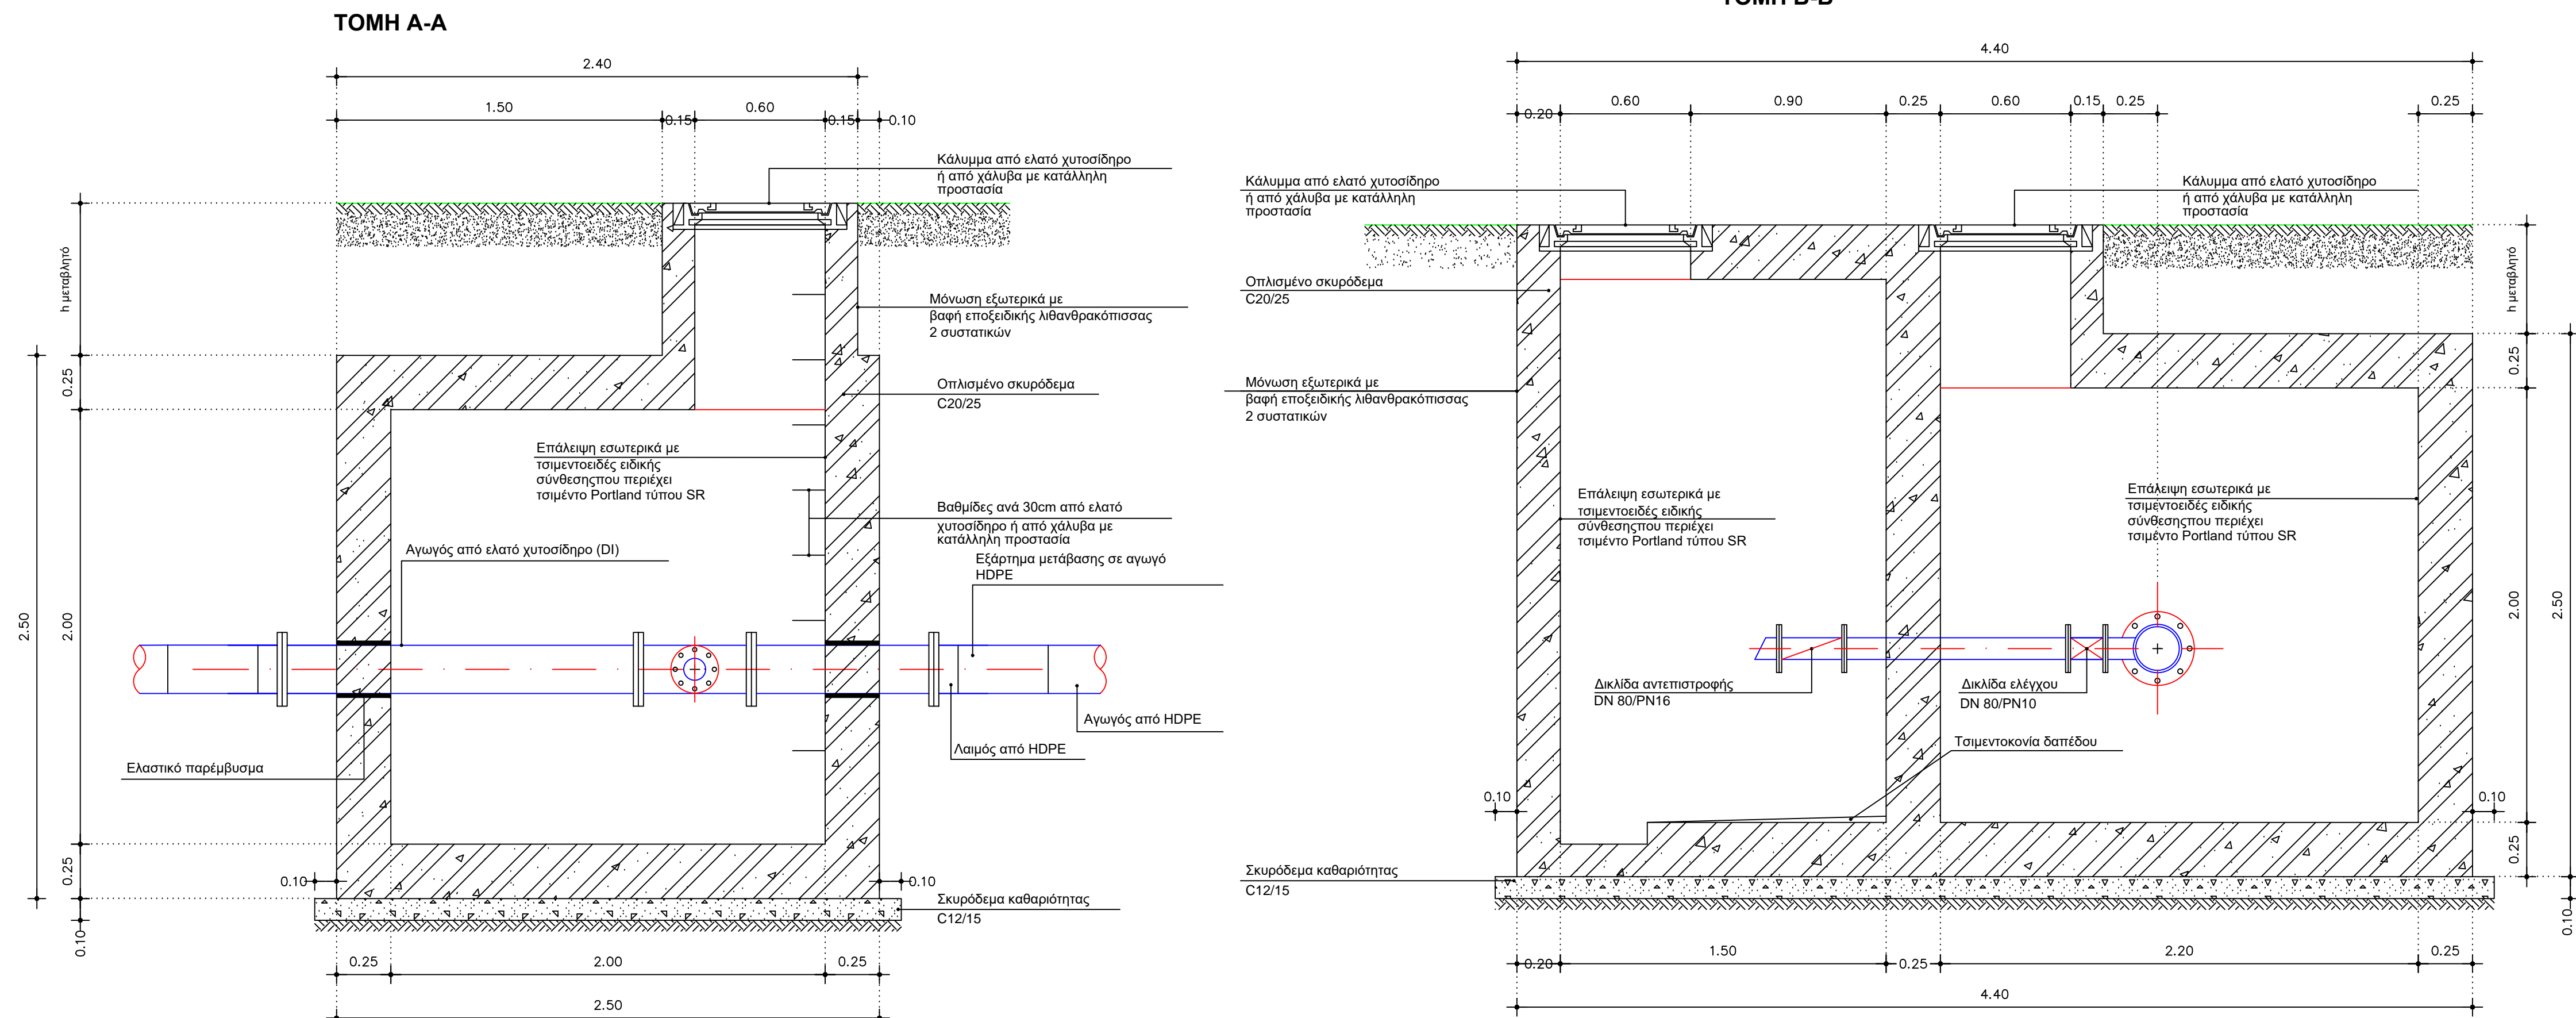 ΤΟΜΗ Α-Α
2.40
1.50
0.15
0.60
0.15
0.10
Κάλυμμα από ελατό χυτοσίδηρο
ή από χάλυβα με κατάλληλη
προστασία
h μεταβλητό
Μόνωση εξωτερικά με
βαφή εποξειδικής λιθανθρακόπισσας
2 συστατικών
0.25
Οπλισμένο σκυρόδεμα
C20/25
Επάλειψη εσωτερικά με
τσιμεντοειδές ειδικής
σύνθεσηςπου περιέχει
τσιμέντο Portland τύπου SR
Βαθμίδες ανά 30cm από ελατό
χυτοσίδηρο ή από χάλυβα με
κατάλληλη προστασία
Αγωγός από ελατό χυτοσίδηρο (DI)
Εξάρτημα μετάβασης σε αγωγό
HDPE
2.50
2.00
Αγωγός από HDPE
Λαιμός από HDPE
Ελαστικό παρέμβυσμα
0.25
0.10
0.10
Σκυρόδεμα καθαριότητας
C12/15
0.10
0.25
2.00
0.25
2.50
ΤΟΜΗ Β-Β
4.40
0.20
0.60
0.90
0.25
0.60
0.15
0.25
0.25
Κάλυμμα από ελατό χυτοσίδηρο
ή από χάλυβα με κατάλληλη
προστασία
Κάλυμμα από ελατό χυτοσίδηρο
ή από χάλυβα με κατάλληλη
προστασία
h μεταβλητό
Οπλισμένο σκυρόδεμα
C20/25
0.25
Μόνωση εξωτερικά με
βαφή εποξειδικής λιθανθρακόπισσας
2 συστατικών
Επάλειψη εσωτερικά με
τσιμεντοειδές ειδικής
σύνθεσηςπου περιέχει
τσιμέντο Portland τύπου SR
Επάλειψη εσωτερικά με
τσιμεντοειδές ειδικής
σύνθεσηςπου περιέχει
τσιμέντο Portland τύπου SR
2.00
2.50
Δικλίδα αντεπιστροφής
DN 80/PN16
Δικλίδα ελέγχου
DN 80/PN10
Τσιμεντοκονία δαπέδου
0.10
0.10
0.25
Σκυρόδεμα καθαριότητας
C12/15
0.10
0.20
1.50
0.25
2.20
0.25
4.40